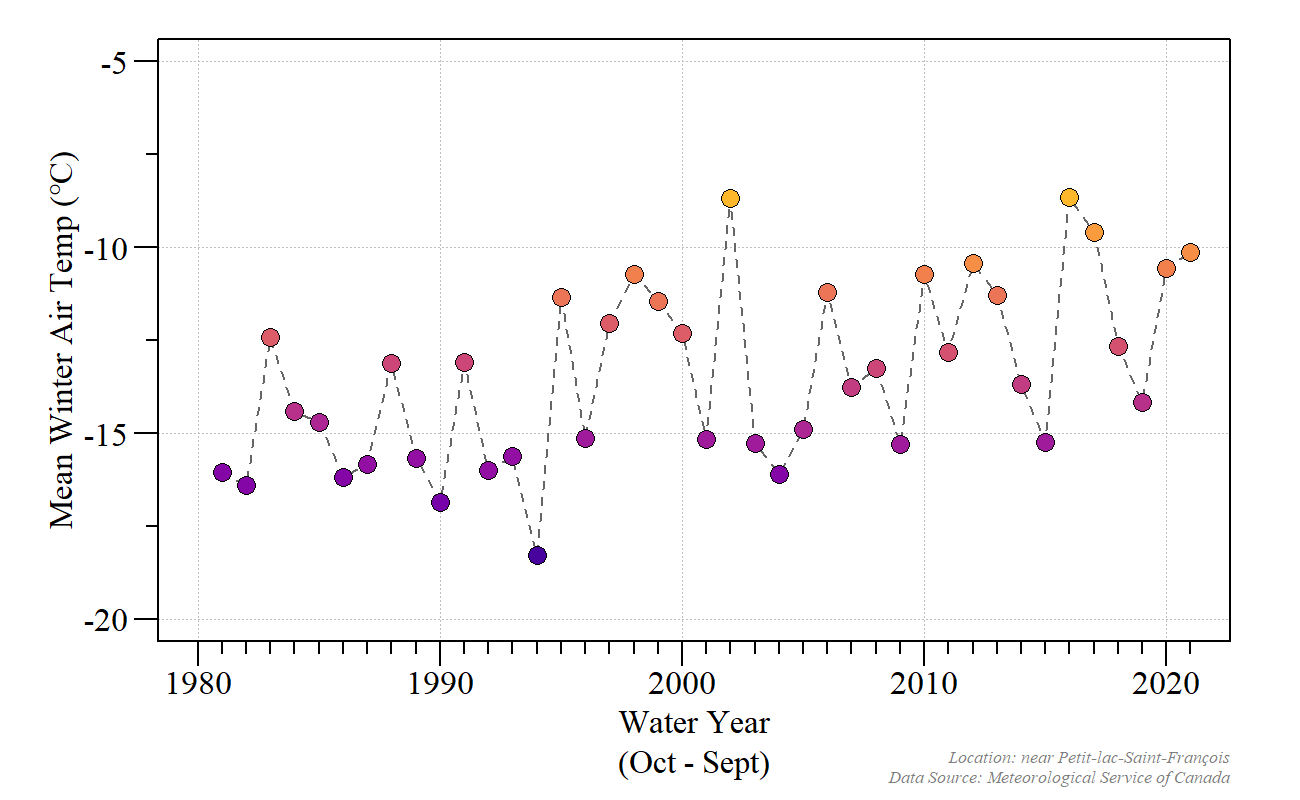 -5
-10
-15
-20
Mean Winter Air Temp (°C)
1980 1990 2000 2010 2020
Water Year
(Oct - Sept)
Location: near Petit-lac-Saint-François
Data Source: Meteorological Service of Canada